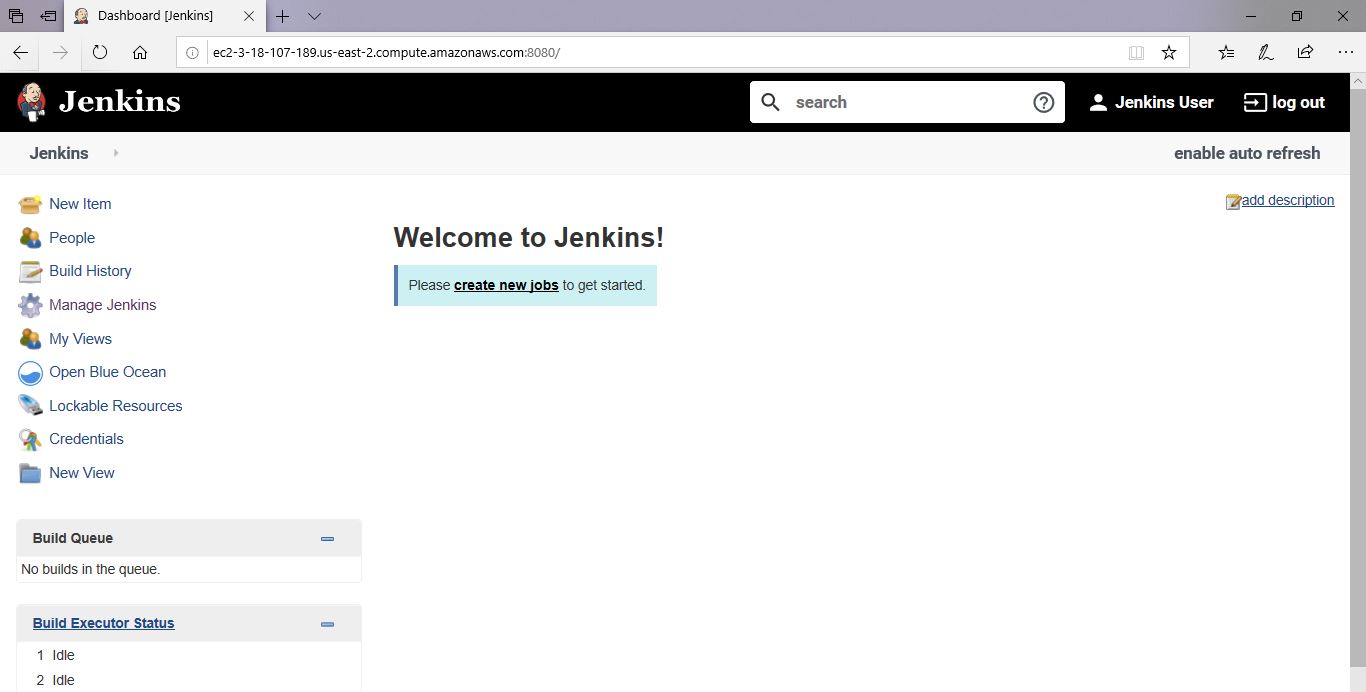 Dashboard [Jenkins]
ec2-3-18-107-189.us-east-2.compute.amazonaws.com:8080/
Jenkins
search
Jenkins User
log out
Jenkins
enable auto refresh
New Item
People
Build History
Manage Jenkins
My Views
Open Blue Ocean
Lockable Resources
Credentials
New View
add description
Welcome to Jenkins!
Please create new jobs to get started.
Build Queue
No builds in the queue.
Build Executor Status
1 Idle
2 Idle